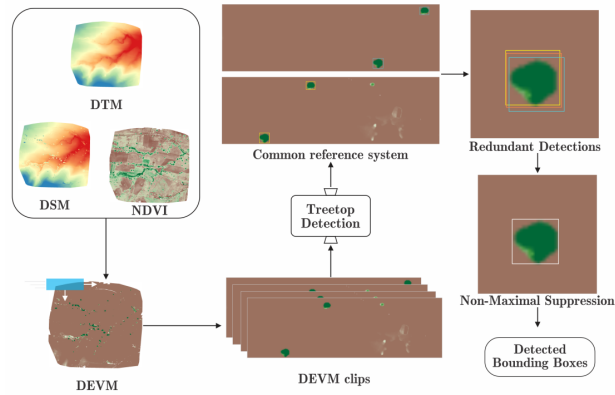 DTM
DSM
NDVI
DEVM
DEVM clips
Treetop
Detection
Common reference system
Redundant Detections
Non-Maximal Suppression
Detected
Bounding Boxes